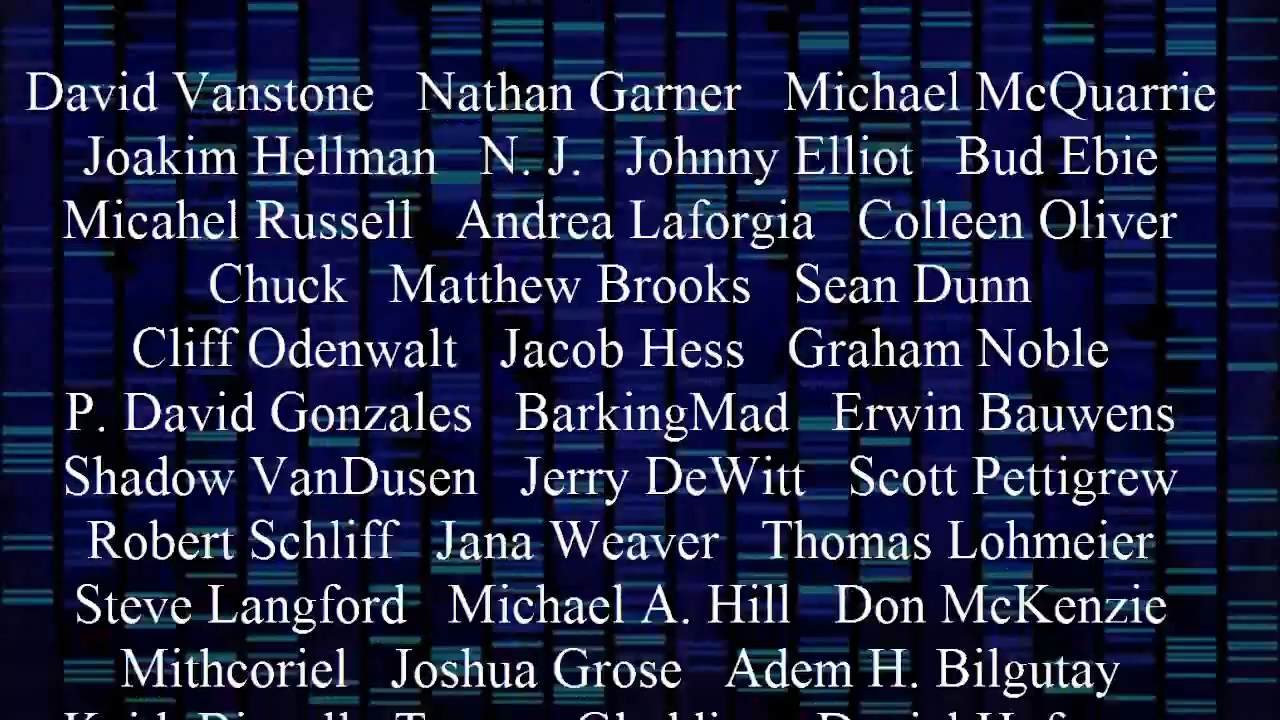 David Vanstone Nathan Garner Michael McQuarrie
Joakim Hellman N. J. Johnny Elliot Bud Ebie
Micahel Russell Andrea Laforgia Colleen Oliver
Chuck Matthew Brooks Sean Dunn
Cliff Odenwalt Jacob Hess Graham Noble
P. David Gonzales BarkingMad Erwin Bauwens
Shadow VanDusen Jerry DeWitt Scott Pettigrew
Robert Schliff Jana Weaver Thomas Lohmeier
Steve Langford Michael A. Hill Don McKenzie
Mithcoriel Joshua Grose Adem H. Bilgutay